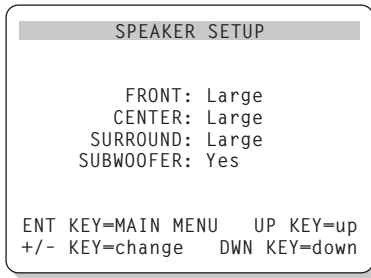 SPEAKER SETUP
FRONT: Large
CENTER: Large
SURROUND: Large
SUBWOOFER: Yes
ENT KEY=MAIN MENU UP KEY=up
+/- KEY=change DWN KEY=down